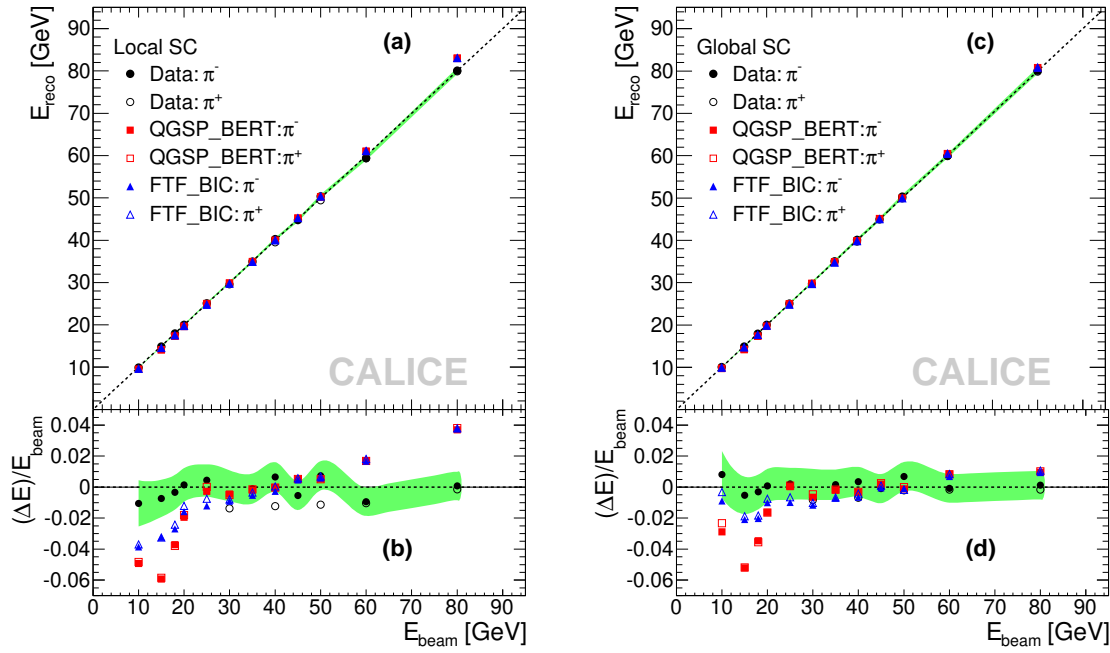 E_reco [GeV]
90
80
70
60
50
40
30
20
10
(a)
Local SC
Data: π⁻
Data: π⁺
QGSP_BERT:π⁻
QGSP_BERT:π⁺
FTF_BIC: π⁻
FTF_BIC: π⁺
CALICE
(ΔE)/E_beam
0.04
0.02
0
-0.02
-0.04
-0.06
(b)
0 10 20 30 40 50 60 70 80 90
E_beam [GeV]
E_reco [GeV]
90
80
70
60
50
40
30
20
10
(c)
Global SC
Data: π⁻
Data: π⁺
QGSP_BERT:π⁻
QGSP_BERT:π⁺
FTF_BIC: π⁻
FTF_BIC: π⁺
CALICE
(ΔE)/E_beam
0.04
0.02
0
-0.02
-0.04
-0.06
(d)
0 10 20 30 40 50 60 70 80 90
E_beam [GeV]